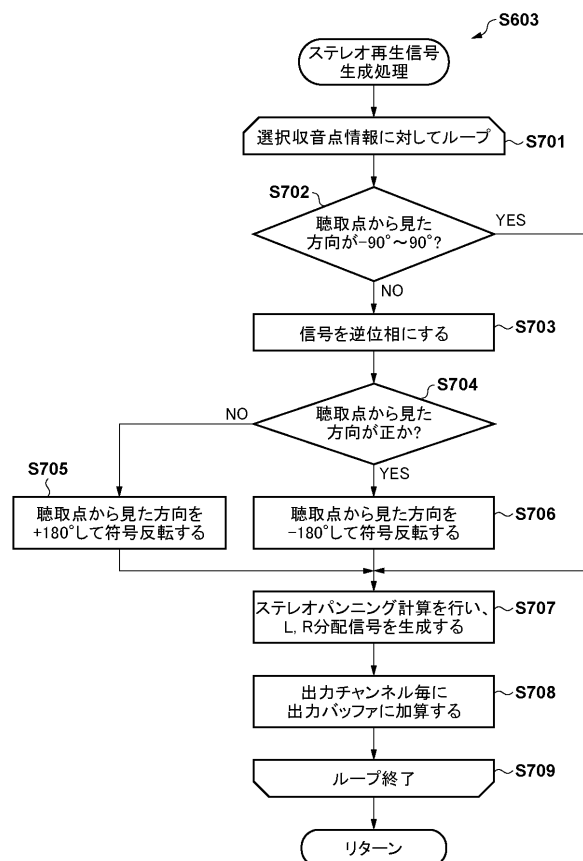 S603
ステレオ再生信号
生成処理
選択収音点情報に対してループ
S701
S702
聴取点から見た
方向が−90°～90°?
YES
NO
信号を逆位相にする
S703
S704
聴取点から見た
方向が正か?
NO
YES
S705
聴取点から見た方向を
+180°して符号反転する
聴取点から見た方向を
−180°して符号反転する
S706
ステレオパンニング計算を行い、
L, R分配信号を生成する
S707
出力チャンネル毎に
出力バッファに加算する
S708
ループ終了
S709
リターン